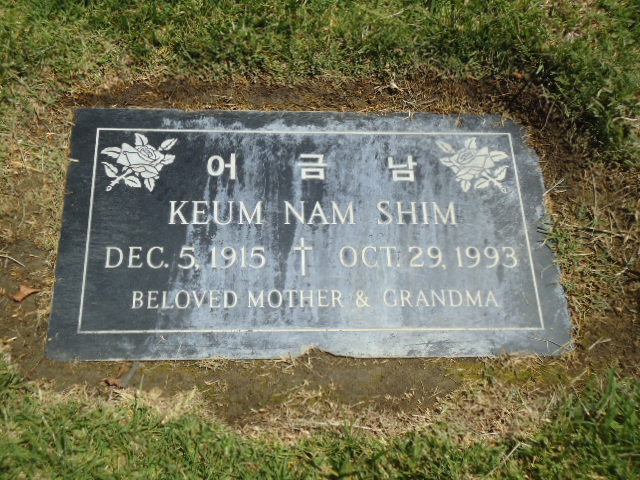 어 금 남
KEUM NAM SHIM
DEC. 5, 1915 OCT. 29, 1993
BELOVED MOTHER & GRANDMA